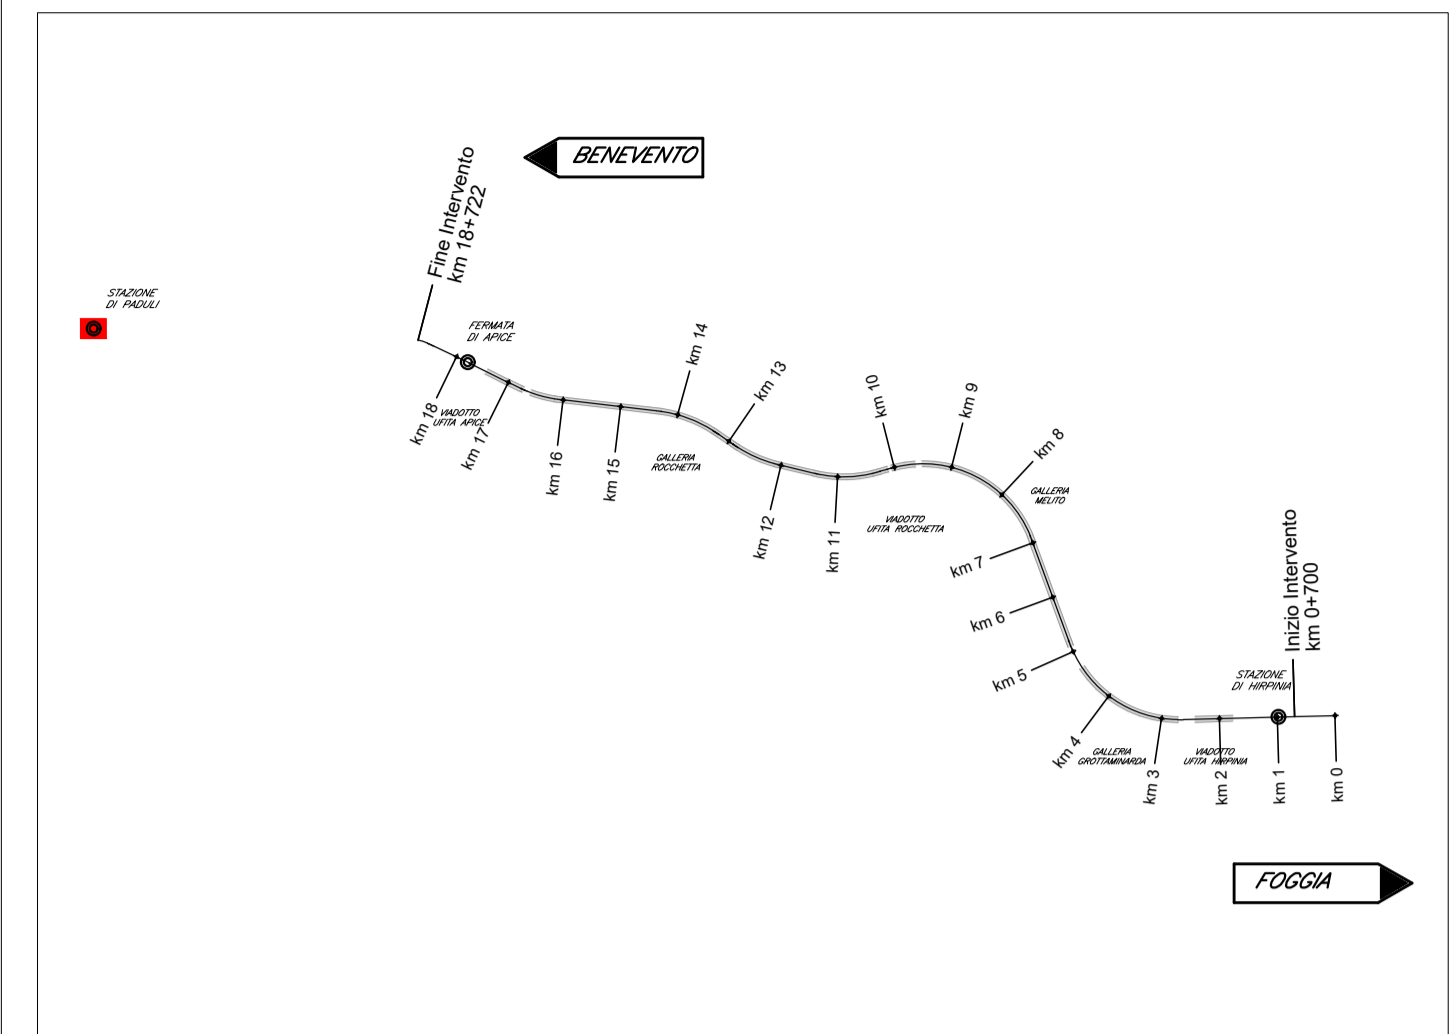 BENEVENTO
Fine Intervento
km 18+722
STAZIONE
DI PADULI
FERMATA
DI APICE
km 18
VIADOTTO
UFITA APICE
km 17
km 16
km 15
GALLERIA
ROCCHETTA
km 14
km 13
km 12
km 11
km 10
VIADOTTO
UFITA ROCCHETTA
km 9
km 8
GALLERIA
MELITO
km 7
km 6
km 5
km 4
GALLERIA
GROTTAMINARDA
km 3
VIADOTTO
UFITA HIRPINIA
km 2
STAZIONE
DI HIRPINIA
km 1
Inizio Intervento
km 0+700
km 0
FOGGIA